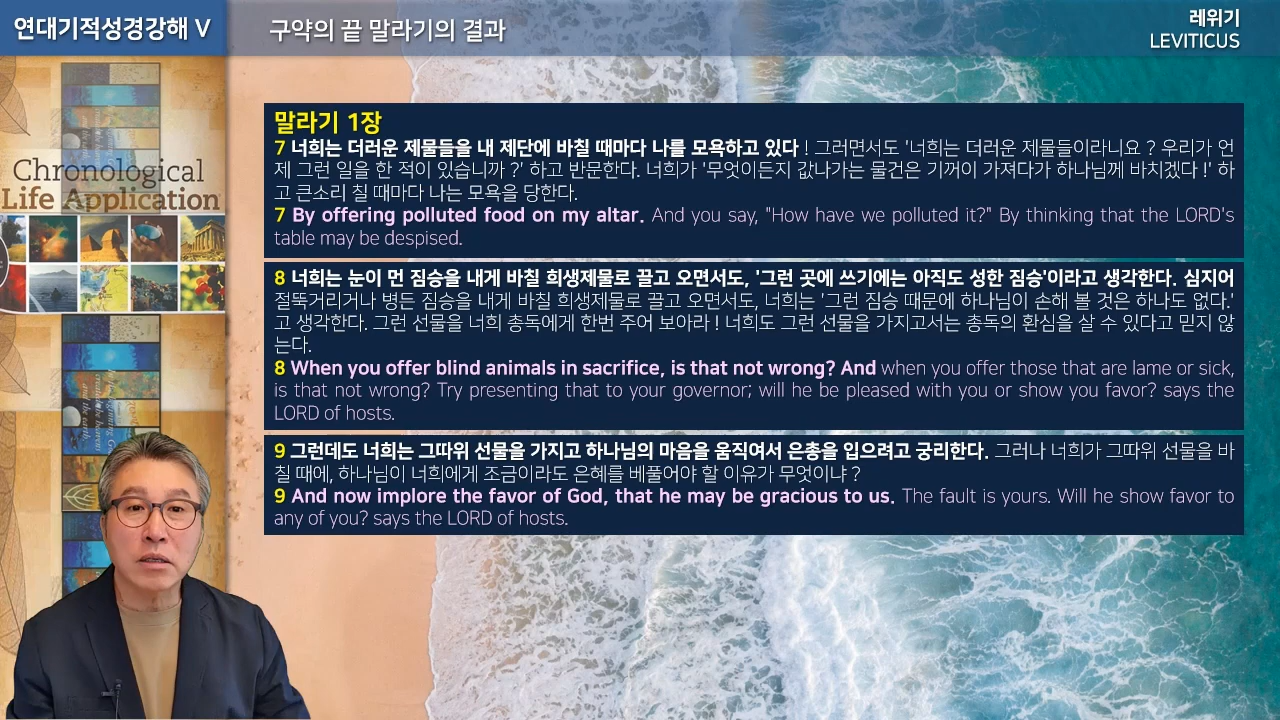 연대기적성경강해 V
구약의 끝 말라기의 결과
레위기
LEVITICUS
Chronological
Life Application
말라기 1장
7 너희는 더러운 제물들을 내 제단에 바칠 때마다 나를 모욕하고 있다 ! 그러면서도 '너희는 더러운 제물들이라니요 ? 우리가 언
제 그런 일을 한 적이 있습니까 ?' 하고 반문한다. 너희가 '무엇이든지 값나가는 물건은 기꺼이 가져다가 하나님께 바치겠다 !' 하
고 큰소리 칠 때마다 나는 모욕을 당한다.
7 By offering polluted food on my altar. And you say, "How have we polluted it?" By thinking that the LORD's
table may be despised.
8 너희는 눈이 먼 짐승을 내게 바칠 희생제물로 끌고 오면서도, '그런 곳에 쓰기에는 아직도 성한 짐승'이라고 생각한다. 심지어
절뚝거리거나 병든 짐승을 내게 바칠 희생제물로 끌고 오면서도, 너희는 '그런 짐승 때문에 하나님이 손해 볼 것은 하나도 없다.'
고 생각한다. 그런 선물을 너희 총독에게 한번 주어 보아라 ! 너희도 그런 선물을 가지고서는 총독의 환심을 살 수 있다고 믿지 않
는다.
8 When you offer blind animals in sacrifice, is that not wrong? And when you offer those that are lame or sick,
is that not wrong? Try presenting that to your governor; will he be pleased with you or show you favor? says the
LORD of hosts.
9 그런데도 너희는 그따위 선물을 가지고 하나님의 마음을 움직여서 은총을 입으려고 궁리한다. 그러나 너희가 그따위 선물을 바
칠 때에, 하나님이 너희에게 조금이라도 은혜를 베풀어야 할 이유가 무엇이냐 ?
9 And now implore the favor of God, that he may be gracious to us. The fault is yours. Will he show favor to
any of you? says the LORD of hosts.